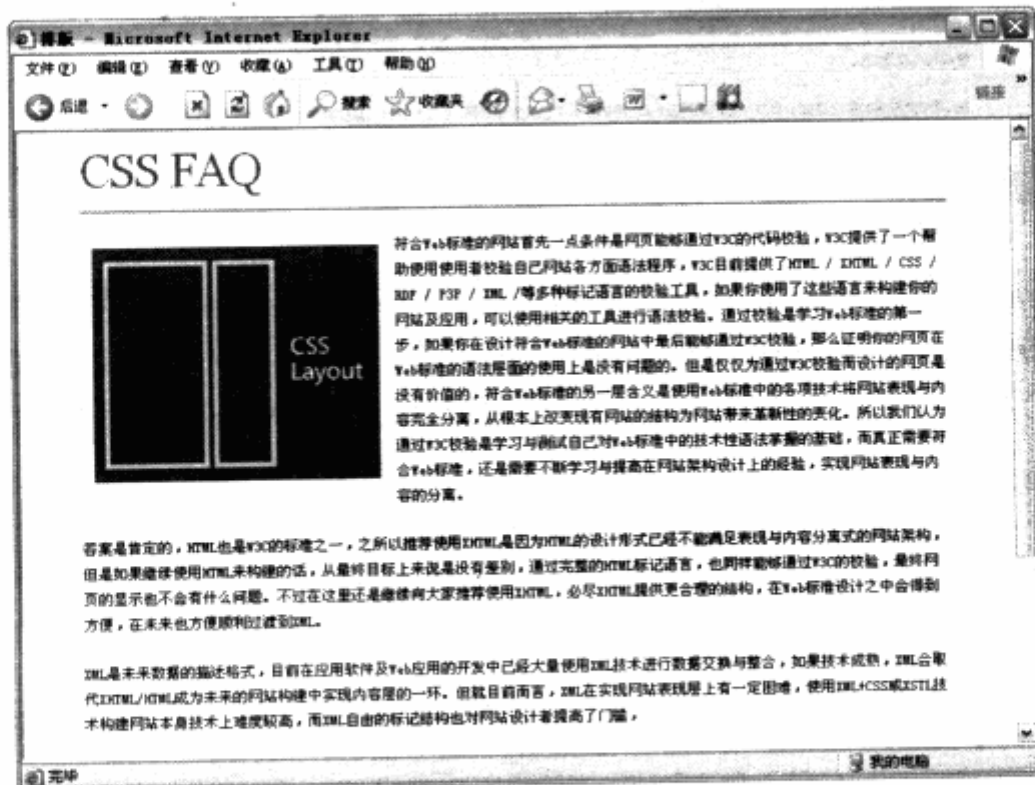 排版 - Microsoft Internet Explorer
文件(F) 编辑(E) 查看(V) 收藏(A) 工具(T) 帮助(H)
后退 搜索 收藏夹 链接
CSS FAQ
CSS
Layout
符合Web标准的网站首先一点条件是网页能够通过W3C的代码校验，W3C提供了一个帮
助使用使用者校验自己网站各方面语法程序，W3C目前提供了HTML / XHTML / CSS /
RDF / P3P / XML /等多种标记语言的校验工具，如果你使用了这些语言来构建你的
网站及应用，可以使用相关的工具进行语法校验。通过校验是学习Web标准的第一
步，如果你在设计符合Web标准的网站中最后能够通过W3C校验，那么证明你的网页在
Web标准的语法层面的使用上是没有问题的。但是仅仅为通过W3C校验而设计的网页是
没有价值的，符合Web标准的另一层含义是使用Web标准中的各项技术将网站表现与内
容完全分离，从根本上改变现有网站的结构为网站带来革新性的变化。所以我们认为
通过W3C校验是学习与测试自己对Web标准中的技术性语法掌握的基础，而真正需要符
合Web标准，还是需要不断学习与提高在网站架构设计上的经验，实现网站表现与内
容的分离。
答案是肯定的，HTML也是W3C的标准之一，之所以推荐使用XHTML是因为HTML的设计形式已经不能满足表现与内容分离式的网站架构，
但是如果继续使用HTML来构建的话，从最终目标上来说是没有差别，通过完整的HTML标记语言，也同样能够通过W3C的校验，最终网
页的显示也不会有什么问题。不过在这里还是继续向大家推荐使用XHTML，必尽XHTML提供更合理的结构，在Web标准设计之中会得到
方便，在未来也方便顺利过渡到XML。
XML是未来数据的描述格式，目前在应用软件及Web应用的开发中已经大量使用XML技术进行数据交换与整合，如果技术成熟，XML会取
代XHTML/HTML成为未来的网站构建中实现内容层的一环。但就目前而言，XML在实现网站表现层上有一定困难，使用XML+CSS或XSTL技
术构建网站本身技术上难度较高，而XML自由的标记结构也对网站设计者提高了门槛，
完毕 我的电脑